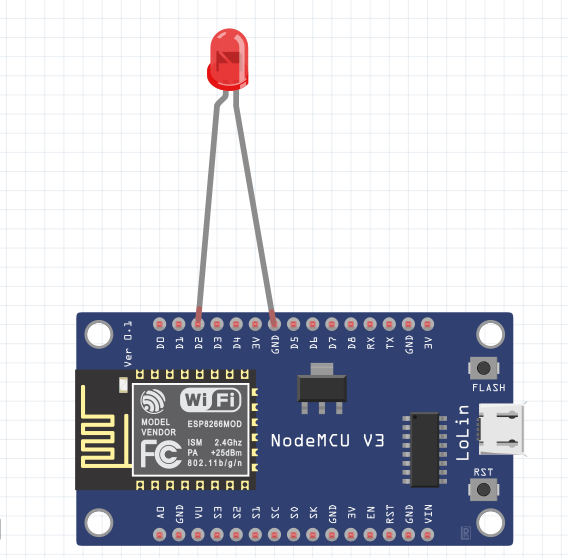 D0 D1 D2 D3 D4 3V GND D5 D6 D7 D8 RX TX GND 3V
Ver 0.1
FLASH
WiFi
MODEL
VENDOR
ESP8266MOD
FC
ISM 2.4Ghz
PA +25dBm
802.11b/g/n
NodeMCU V3
LoLin
RST
A0 GND VU S3 S2 S1 SC S0 SK GND 3V EN RST GND VIN